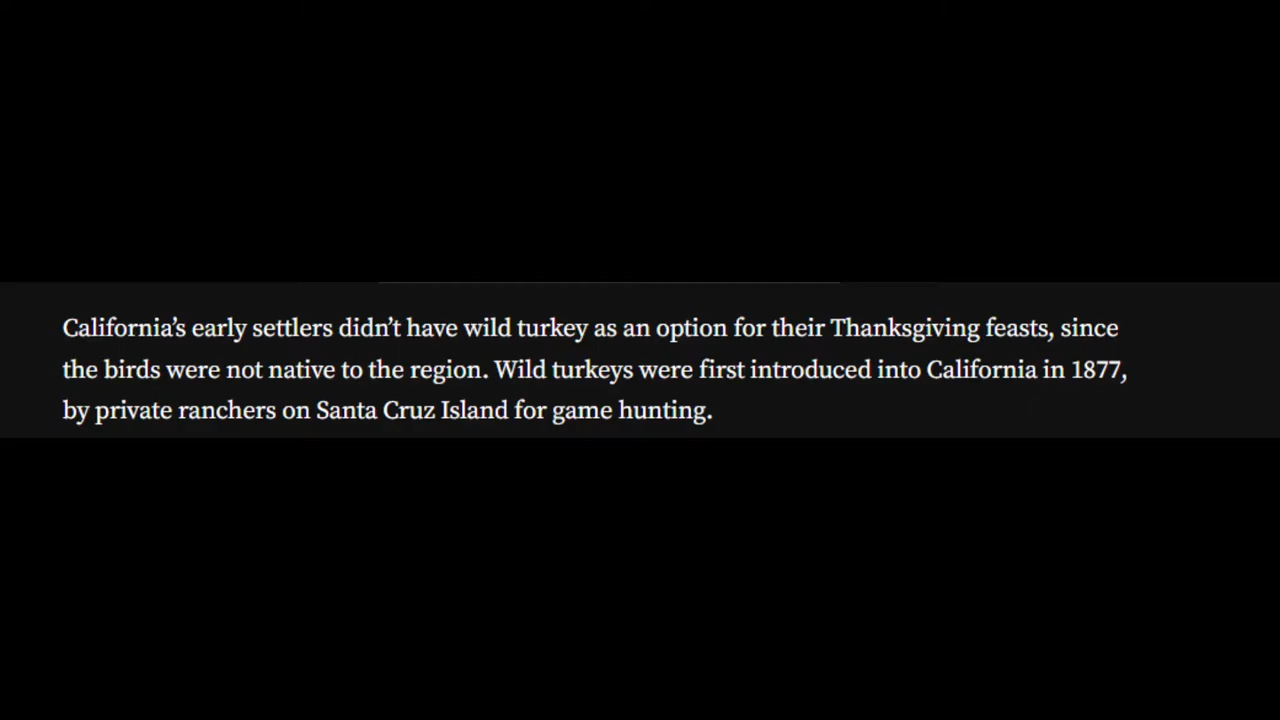 California’s early settlers didn’t have wild turkey as an option for their Thanksgiving feasts, since
the birds were not native to the region. Wild turkeys were first introduced into California in 1877,
by private ranchers on Santa Cruz Island for game hunting.